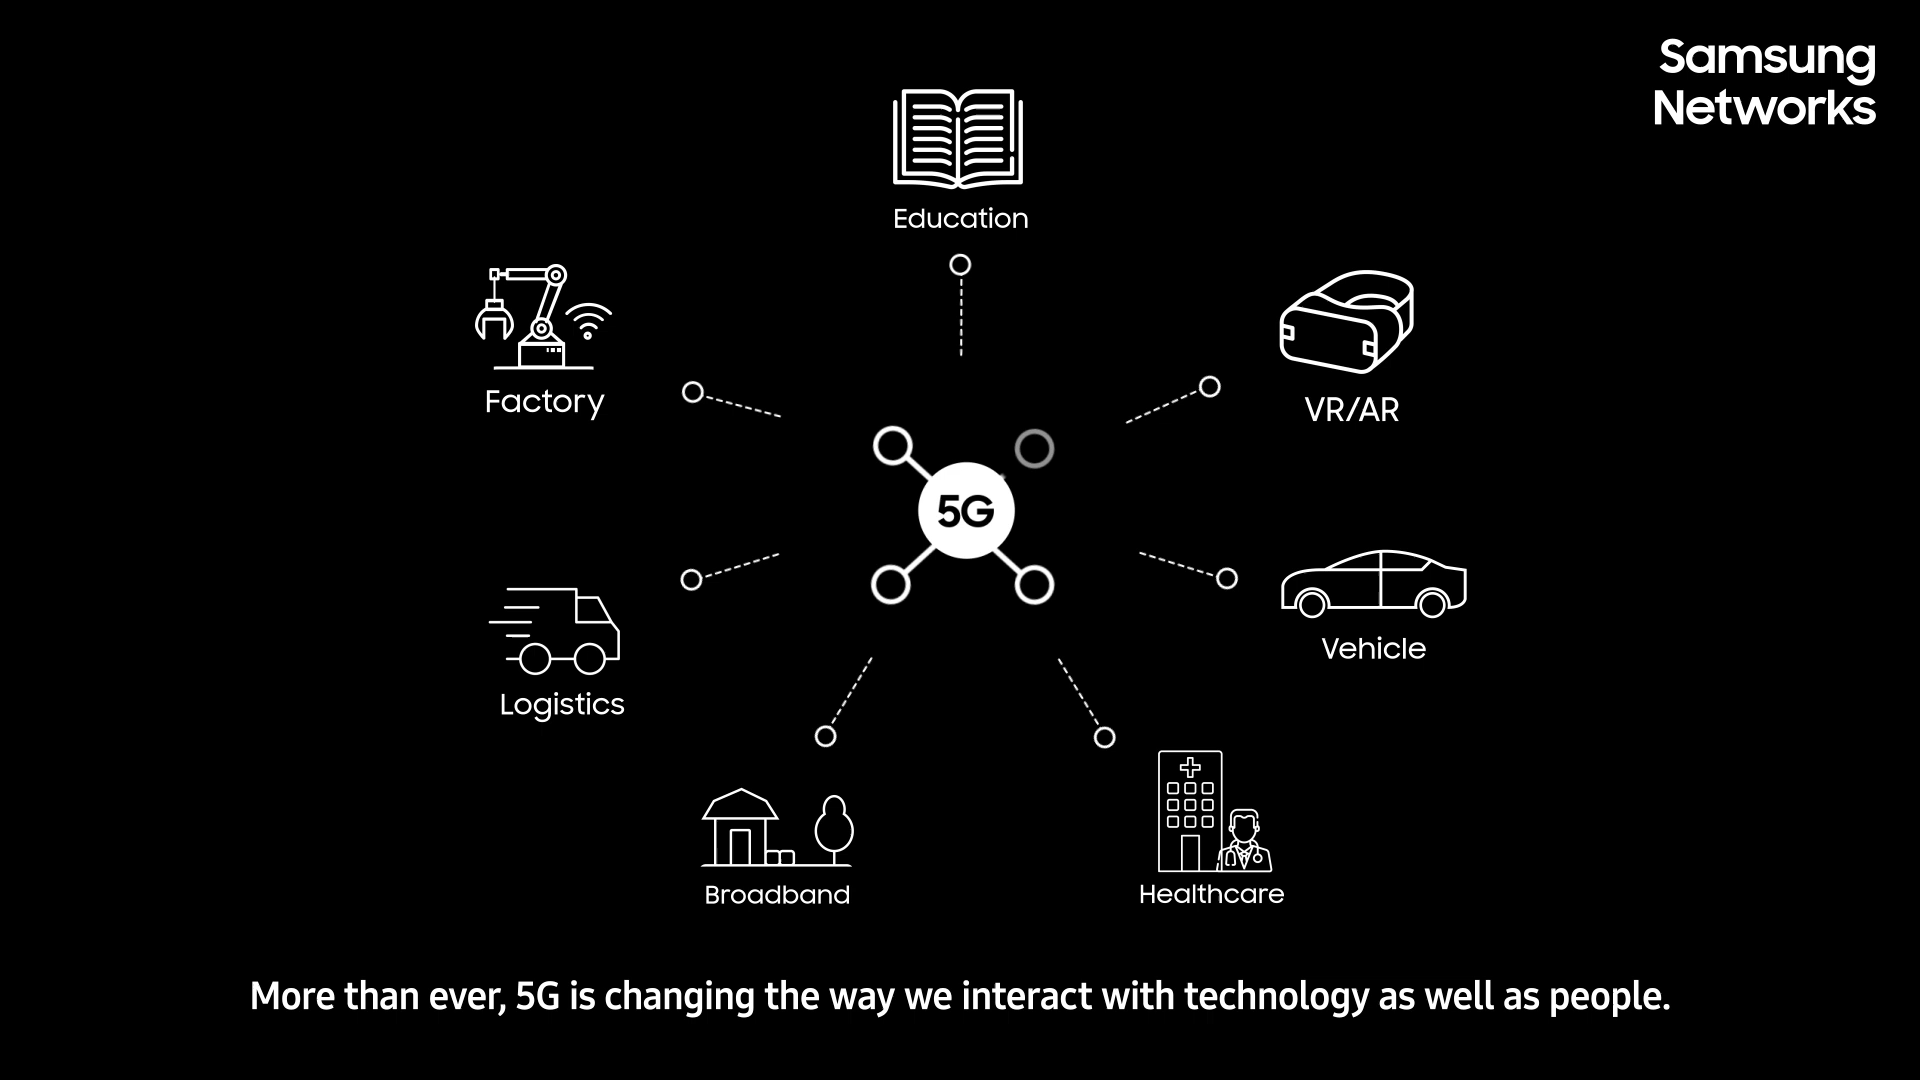 Samsung
Networks
Education
Factory
VR/AR
5G
Vehicle
Logistics
Broadband
Healthcare
More than ever, 5G is changing the way we interact with technology as well as people.